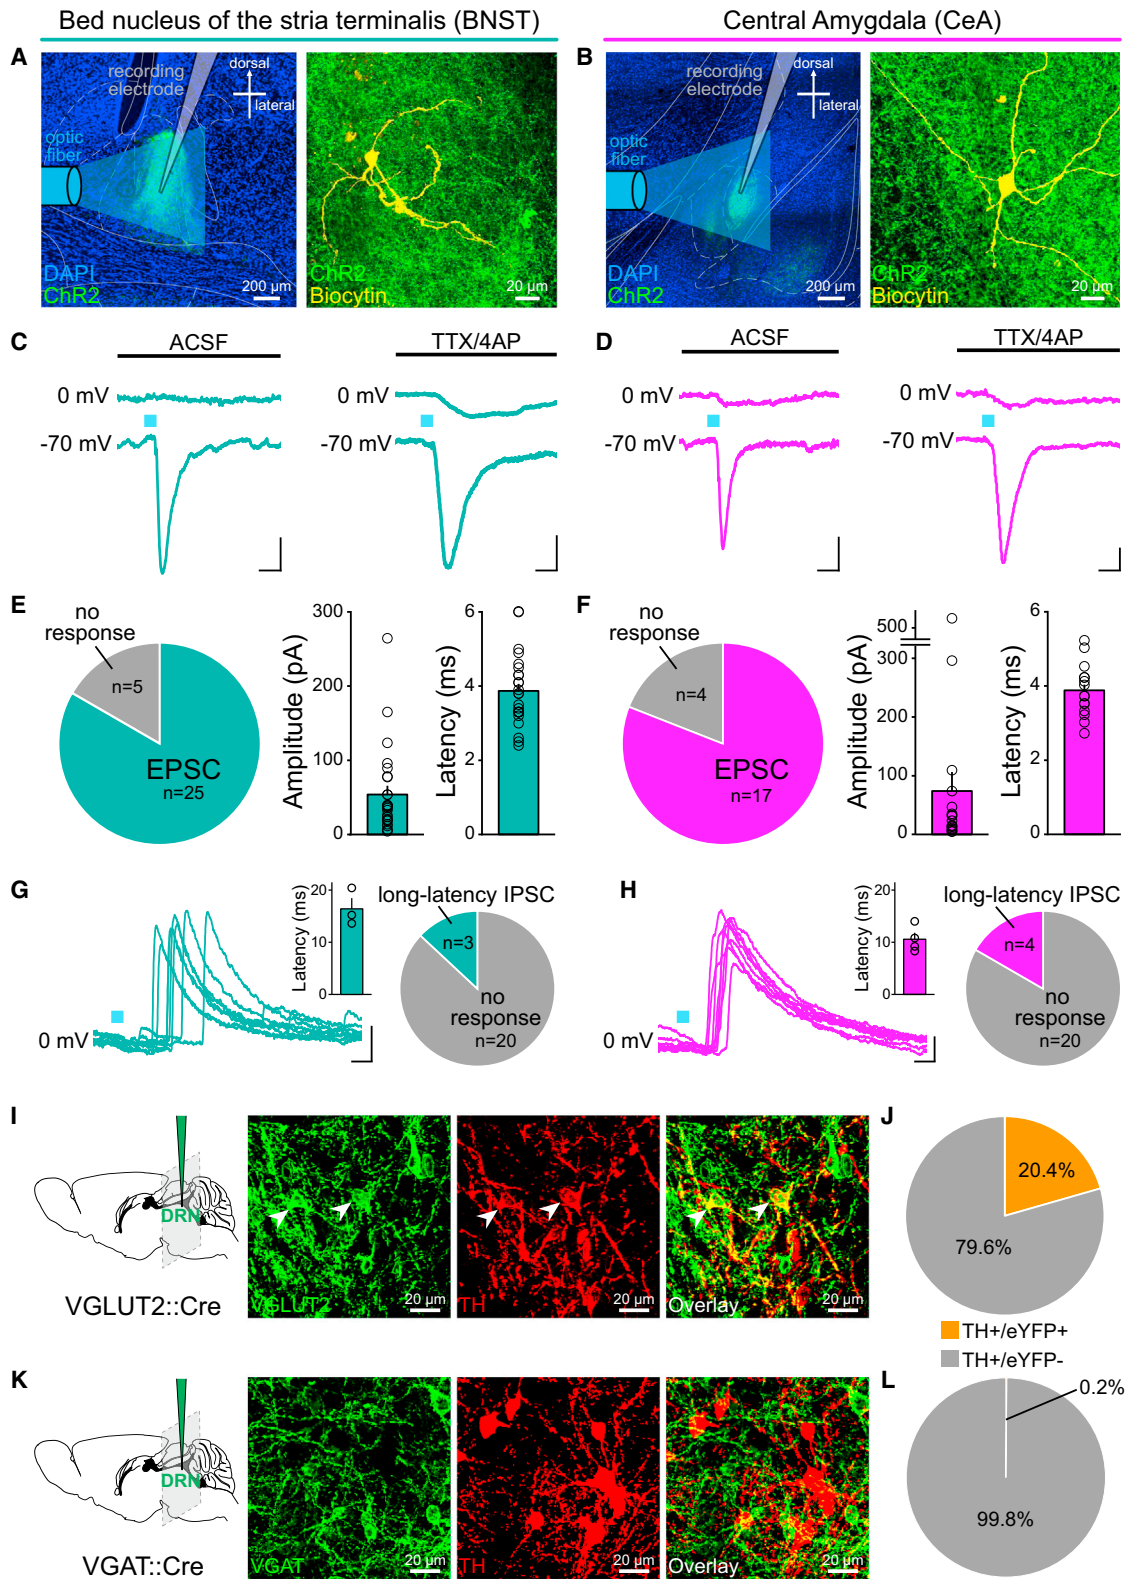 Bed nucleus of the stria terminalis (BNST)
Central Amygdala (CeA)
A
recording
electrode
dorsal
lateral
optic
fiber
DAPI
ChR2
200 µm
ChR2
Biocytin
20 µm
B
recording
electrode
dorsal
lateral
optic
fiber
DAPI
ChR2
200 µm
ChR2
Biocytin
20 µm
C
ACSF
TTX/4AP
0 mV
0 mV
-70 mV
-70 mV
D
ACSF
TTX/4AP
0 mV
0 mV
-70 mV
-70 mV
E
no
response
n=5
EPSC
n=25
Amplitude (pA)
300
200
100
0
Latency (ms)
6
4
2
0
F
no
response
n=4
EPSC
n=17
Amplitude (pA)
500
300
200
100
0
Latency (ms)
6
4
2
0
G
0 mV
Latency (ms)
20
10
0
long-latency IPSC
n=3
no
response
n=20
H
0 mV
Latency (ms)
20
10
0
long-latency IPSC
n=4
no
response
n=20
I
DRN
VGLUT2::Cre
VGLUT2
20 µm
TH
20 µm
Overlay
20 µm
J
20.4%
79.6%
TH+/eYFP+
TH+/eYFP-
K
DRN
VGAT::Cre
VGAT
20 µm
TH
20 µm
Overlay
20 µm
L
0.2%
99.8%